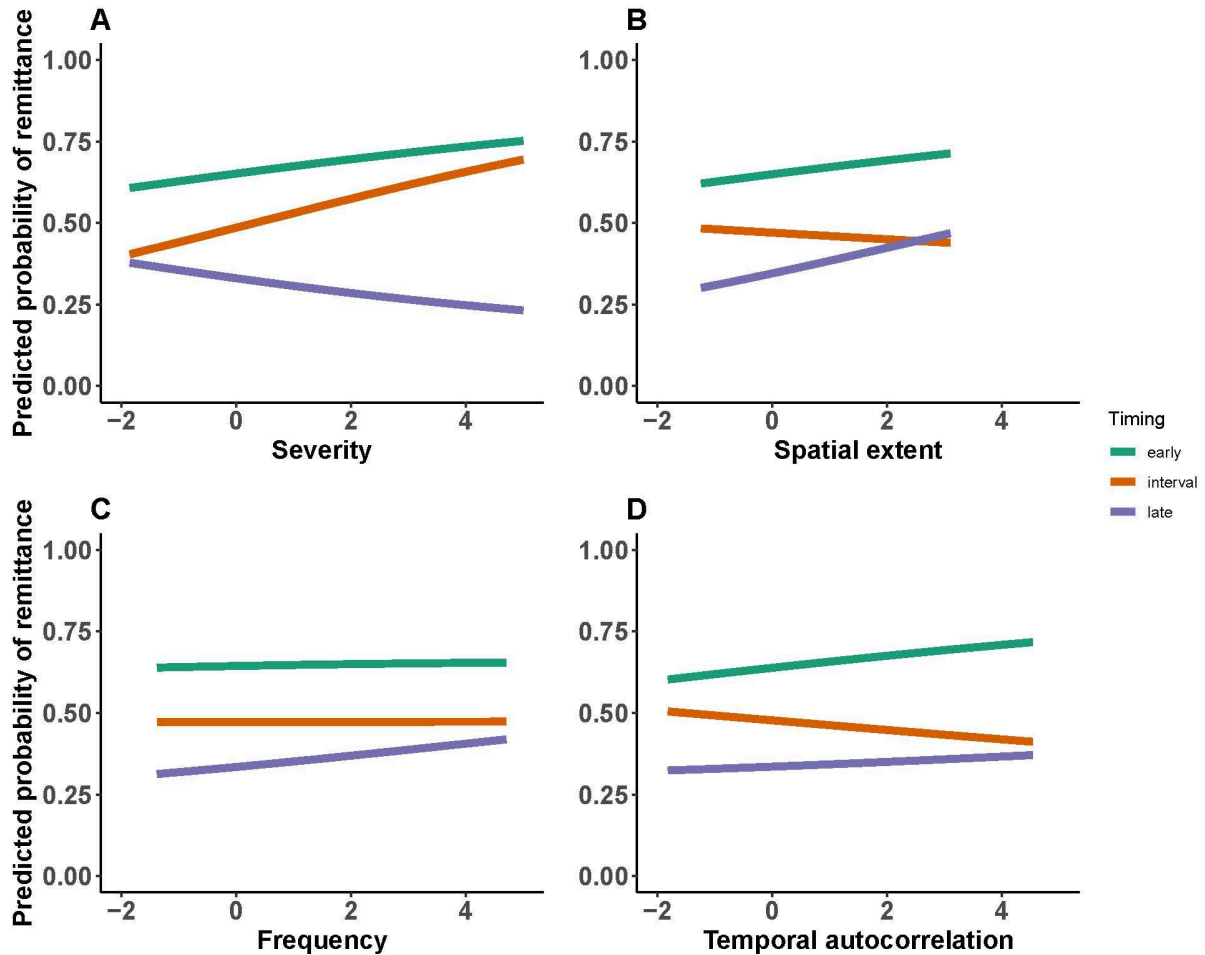 A
Predicted probability of remittance
1.00
0.75
0.50
0.25
0.00
−2 0 2 4
Severity
B
1.00
0.75
0.50
0.25
0.00
−2 0 2 4
Spatial extent
Timing
early
interval
late
C
Predicted probability of remittance
1.00
0.75
0.50
0.25
0.00
−2 0 2 4
Frequency
D
1.00
0.75
0.50
0.25
0.00
−2 0 2 4
Temporal autocorrelation